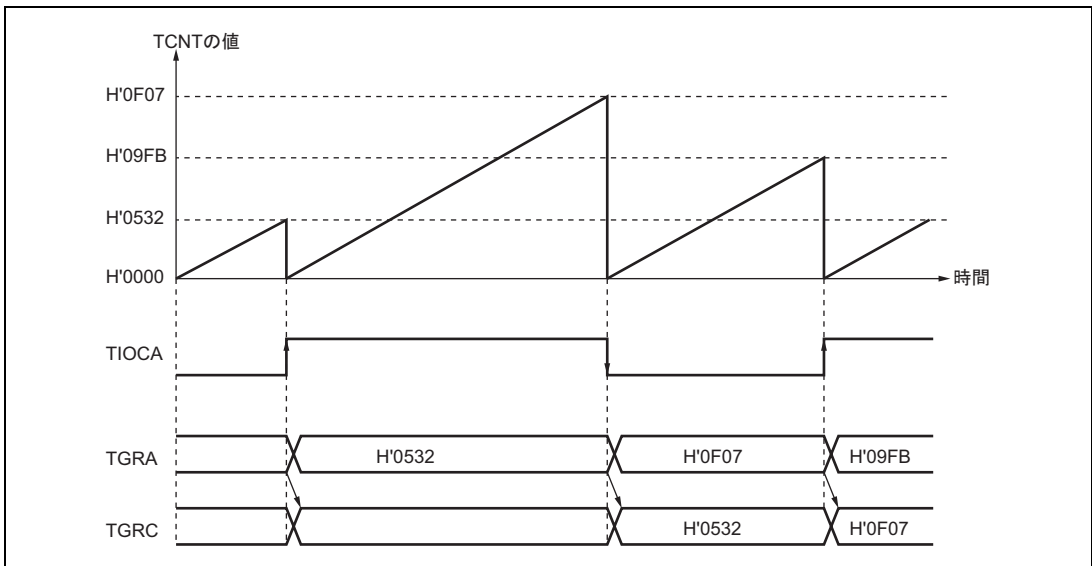 TCNTの値
H'0F07
H'09FB
H'0532
H'0000
時間
TIOCA
TGRA
H'0532
H'0F07
H'09FB
TGRC
H'0532
H'0F07